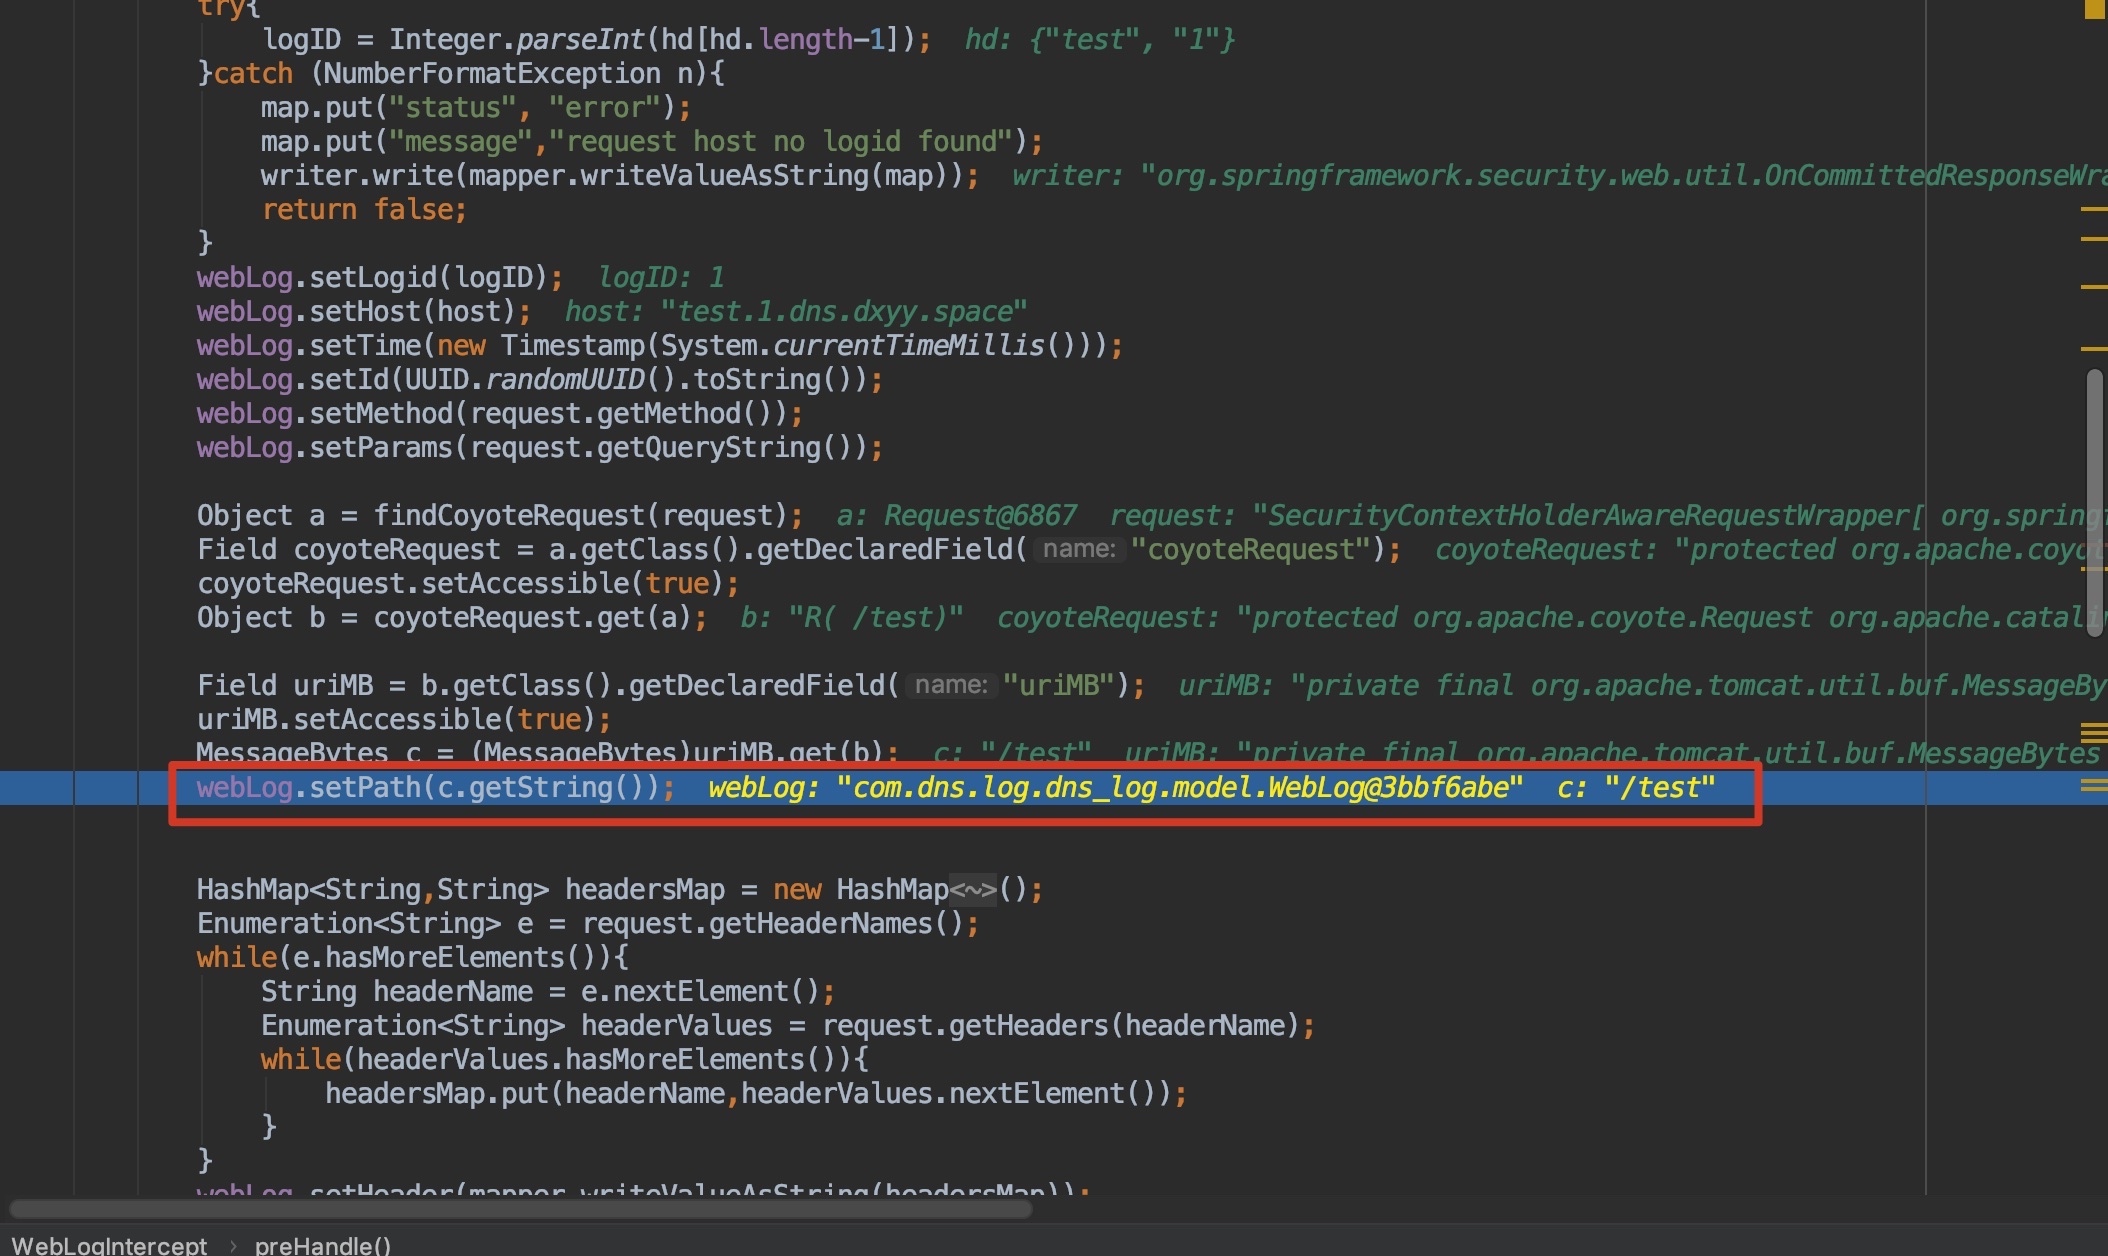 try{
logID = Integer.parseInt(hd[hd.length-1]); hd: {"test", "1"}
}catch (NumberFormatException n){
map.put("status", "error");
map.put("message","request host no logid found");
writer.write(mapper.writeValueAsString(map)); writer: "org.springframework.security.web.util.OnCommittedResponseWra
return false;
}
webLog.setLogid(logID); logID: 1
webLog.setHost(host); host: "test.1.dns.dxyy.space"
webLog.setTime(new Timestamp(System.currentTimeMillis()));
webLog.setId(UUID.randomUUID().toString());
webLog.setMethod(request.getMethod());
webLog.setParams(request.getQueryString());
Object a = findCoyoteRequest(request); a: Request@6867 request: "SecurityContextHolderAwareRequestWrapper[ org.springf
Field coyoteRequest = a.getClass().getDeclaredField( name: "coyoteRequest"); coyoteRequest: "protected org.apache.coyot
coyoteRequest.setAccessible(true);
Object b = coyoteRequest.get(a); b: "R( /test)" coyoteRequest: "protected org.apache.coyote.Request org.apache.catalin
Field uriMB = b.getClass().getDeclaredField( name: "uriMB"); uriMB: "private final org.apache.tomcat.util.buf.MessageBy
uriMB.setAccessible(true);
MessageBytes c = (MessageBytes)uriMB.get(b); c: "/test" uriMB: "private final org.apache.tomcat.util.buf.MessageBytes
webLog.setPath(c.getString()); webLog: "com.dns.log.dns_log.model.WebLog@3bbf6abe" c: "/test"
HashMap<String,String> headersMap = new HashMap<~>();
Enumeration<String> e = request.getHeaderNames();
while(e.hasMoreElements()){
String headerName = e.nextElement();
Enumeration<String> headerValues = request.getHeaders(headerName);
while(headerValues.hasMoreElements()){
headersMap.put(headerName,headerValues.nextElement());
}
}
webLog.setHeader(mapper.writeValueAsString(headersMap));
WebLogIntercept › preHandle()